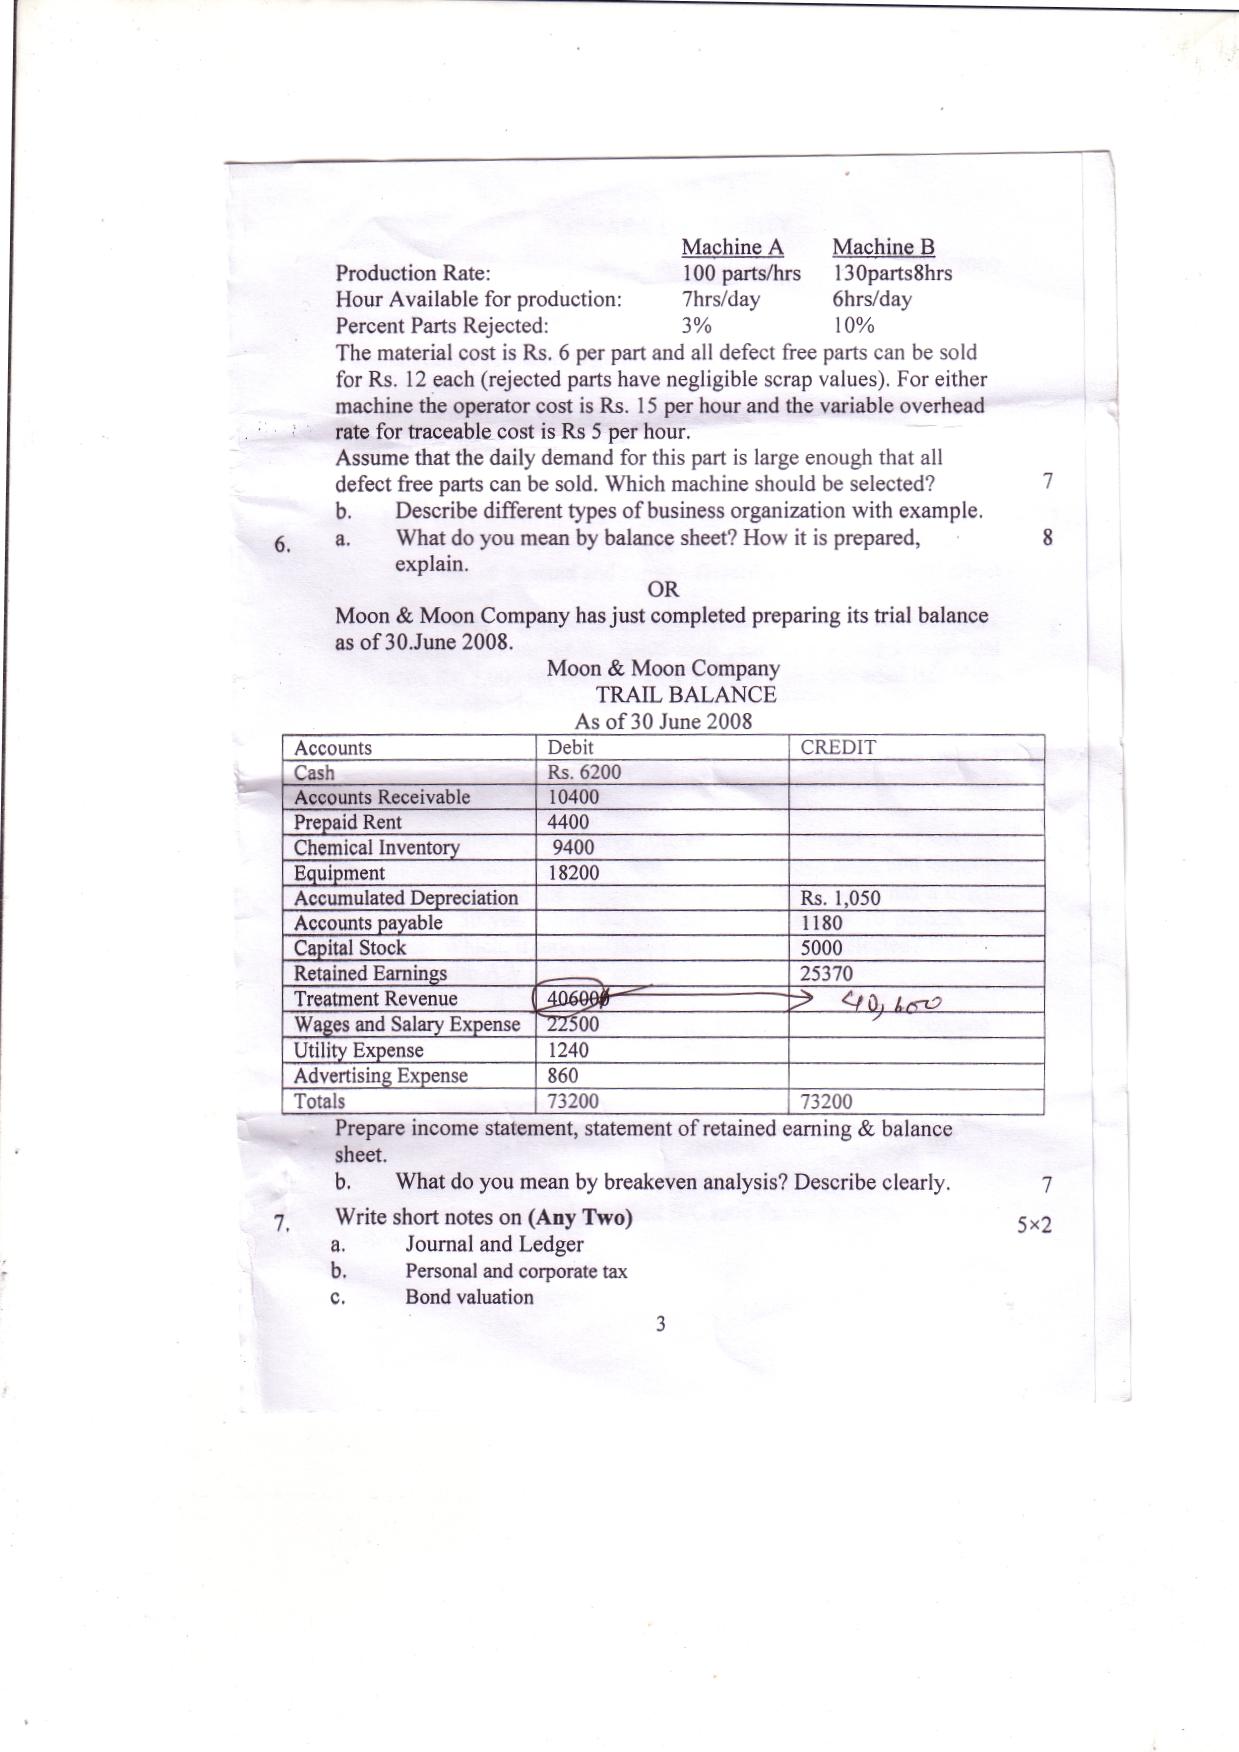 Machine A Machine B
Production Rate: 100 parts/hrs 130parts8hrs
Hour Available for production: 7hrs/day 6hrs/day
Percent Parts Rejected: 3% 10%
The material cost is Rs. 6 per part and all defect free parts can be sold
for Rs. 12 each (rejected parts have negligible scrap values). For either
machine the operator cost is Rs. 15 per hour and the variable overhead
rate for traceable cost is Rs 5 per hour.
Assume that the daily demand for this part is large enough that all
defect free parts can be sold. Which machine should be selected? 7
b. Describe different types of business organization with example.
6. a. What do you mean by balance sheet? How it is prepared, 8
explain.
OR
Moon & Moon Company has just completed preparing its trial balance
as of 30.June 2008.
Moon & Moon Company
TRAIL BALANCE
As of 30 June 2008
Accounts Debit CREDIT
Cash Rs. 6200
Accounts Receivable 10400
Prepaid Rent 4400
Chemical Inventory 9400
Equipment 18200
Accumulated Depreciation Rs. 1,050
Accounts payable 1180
Capital Stock 5000
Retained Earnings 25370
Treatment Revenue 40600 40,600
Wages and Salary Expense 22500
Utility Expense 1240
Advertising Expense 860
Totals 73200 73200
Prepare income statement, statement of retained earning & balance
sheet.
b. What do you mean by breakeven analysis? Describe clearly. 7
7. Write short notes on (Any Two) 5×2
a. Journal and Ledger
b. Personal and corporate tax
c. Bond valuation
3